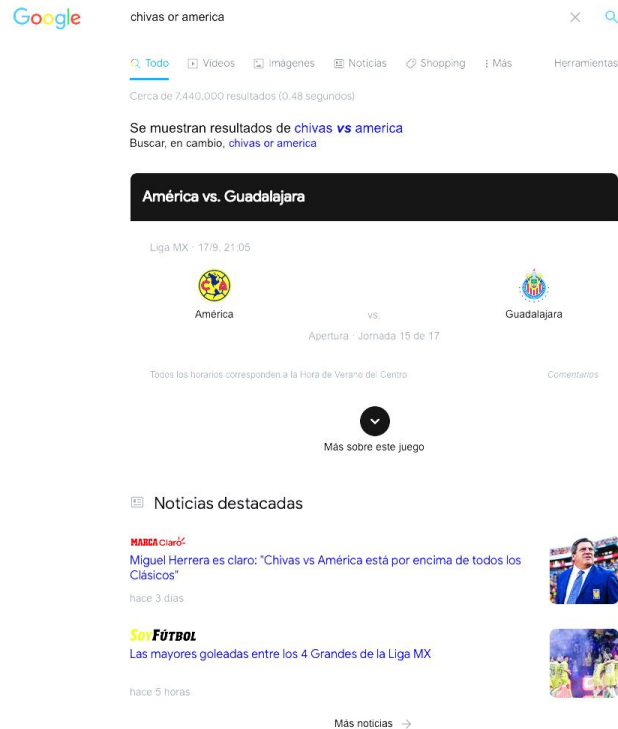 Google
chivas or america
Todo
Videos
Imágenes
Noticias
Shopping
Más
Herramientas
Cerca de 7,440,000 resultados (0.48 segundos)
Se muestran resultados de chivas vs america
Buscar, en cambio, chivas or america
América vs. Guadalajara
Liga MX · 17/9, 21:05
América
vs.
Guadalajara
Apertura · Jornada 15 de 17
Todos los horarios corresponden a la Hora de Verano del Centro
Comentarios
Más sobre este juego
Noticias destacadas
MARCA Claro
Miguel Herrera es claro: "Chivas vs América está por encima de todos los
Clásicos"
hace 3 días
SOYFÚTBOL
Las mayores goleadas entre los 4 Grandes de la Liga MX
hace 5 horas
Más noticias